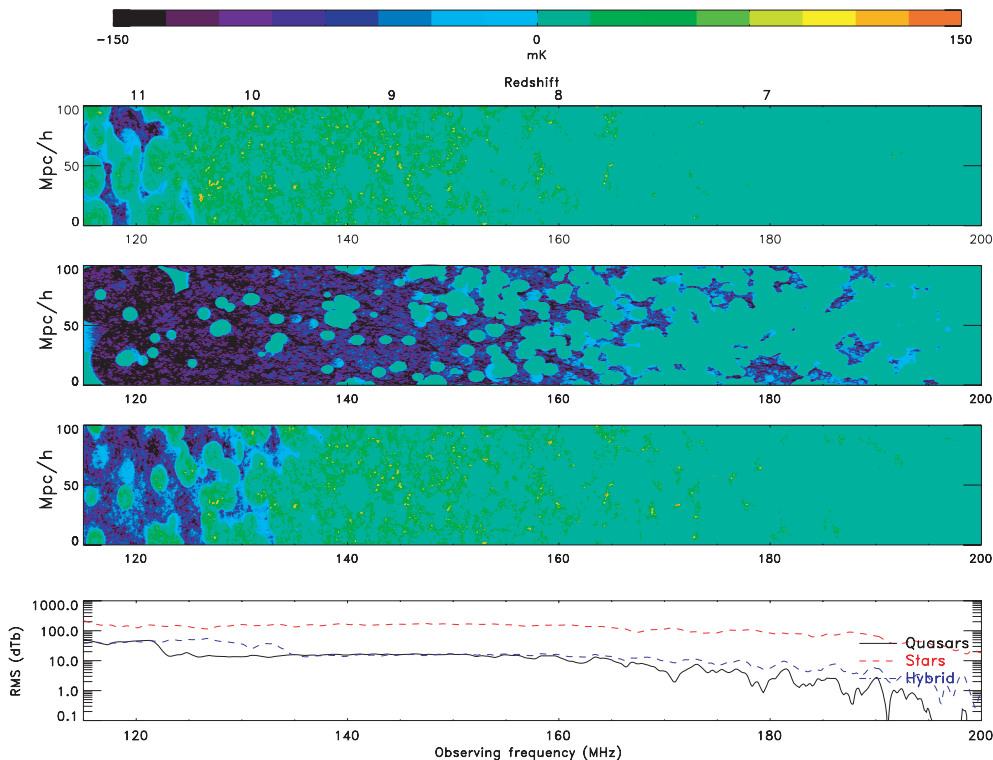 -150 0 150
mK
Redshift
11 10 9 8 7
100
50
0
Mpc/h
120 140 160 180 200
100
50
0
Mpc/h
120 140 160 180 200
100
50
0
Mpc/h
120 140 160 180 200
1000.0
100.0
10.0
1.0
0.1
RMS (dTb)
Quasars
Stars
Hybrid
120 140 160 180 200
Observing frequency (MHz)